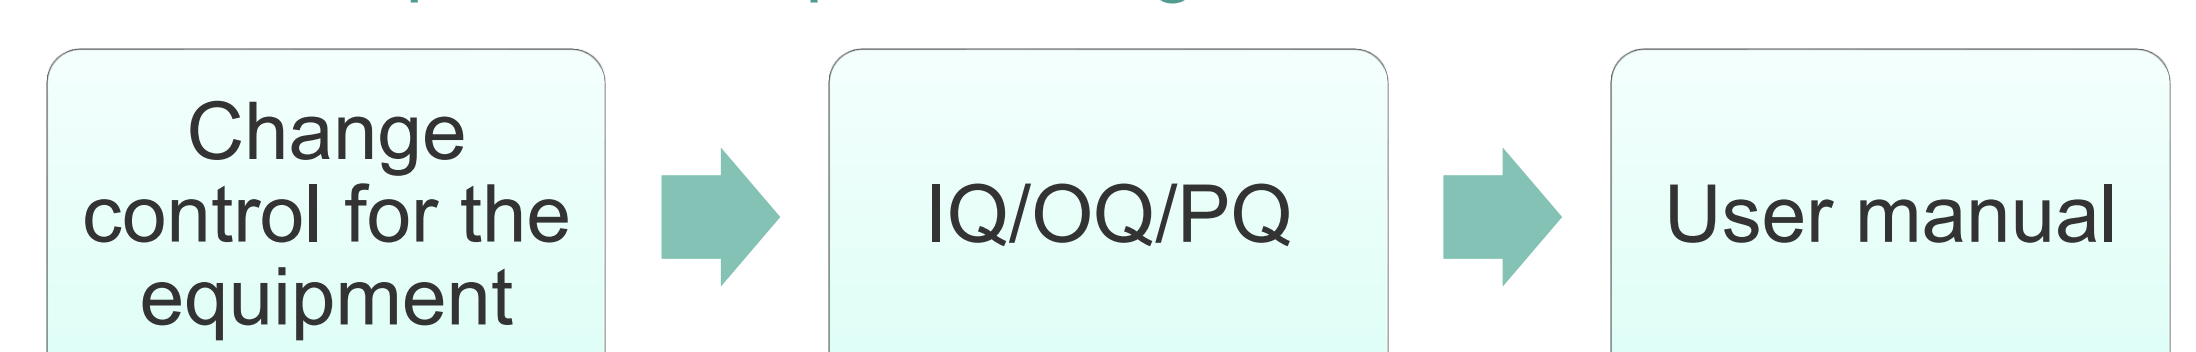 Change
control for the
equipment
IQ/OQ/PQ
User manual